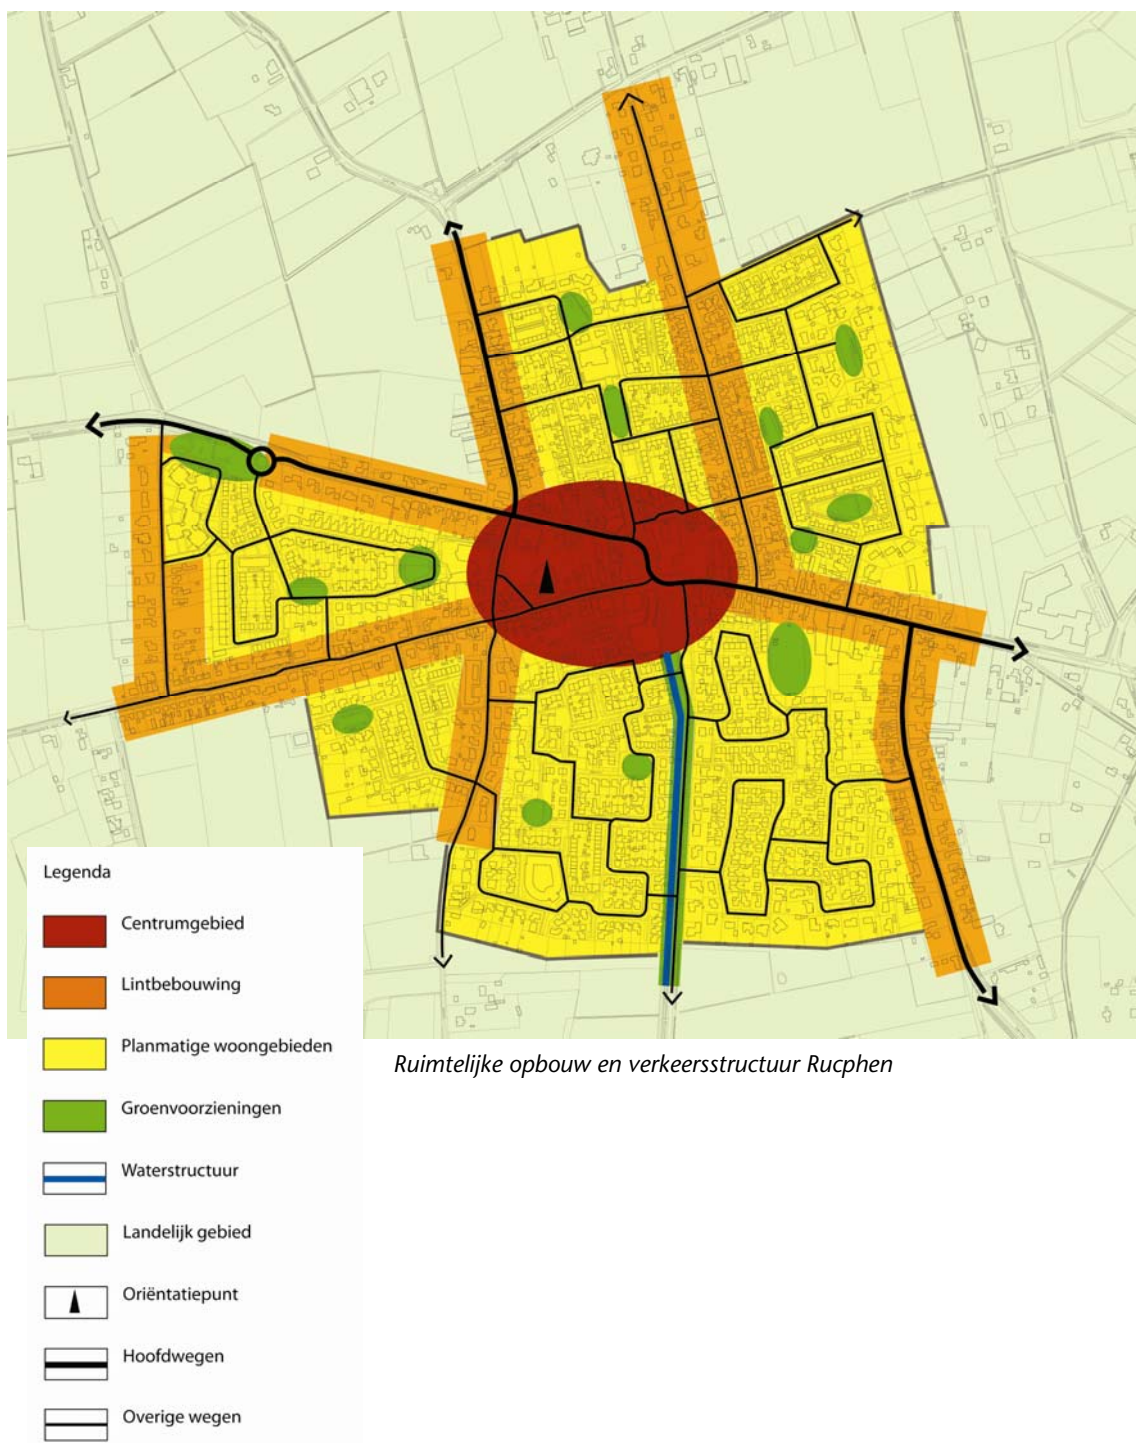 Legenda
Centrumgebied
Lintbebouwing
Planmatige woongebieden
Groenvoorzieningen
Waterstructuur
Landelijk gebied
Oriëntatiepunt
Hoofdwegen
Overige wegen
Ruimtelijke opbouw en verkeersstructuur Rucphen